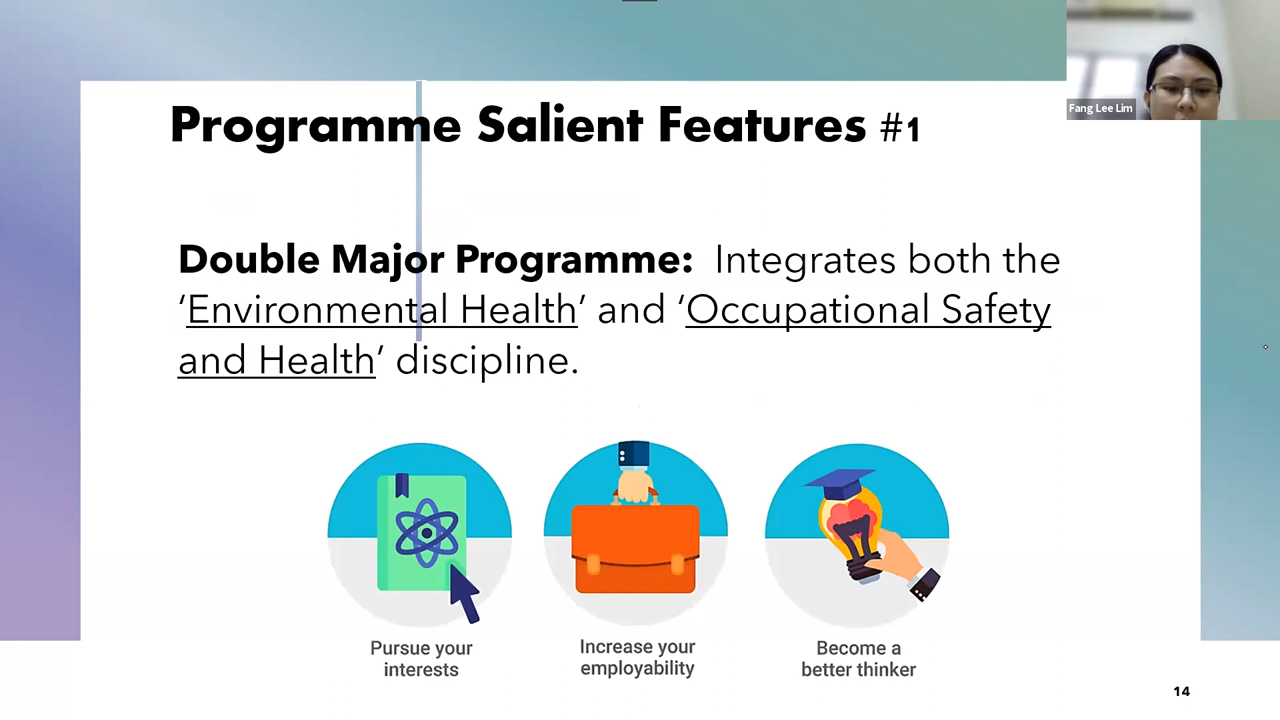 Fang Lee Lim
Programme Salient Features #1
Double Major Programme: Integrates both the
‘Environmental Health’ and ‘Occupational Safety
and Health’ discipline.
Pursue your
interests
Increase your
employability
Become a
better thinker
14